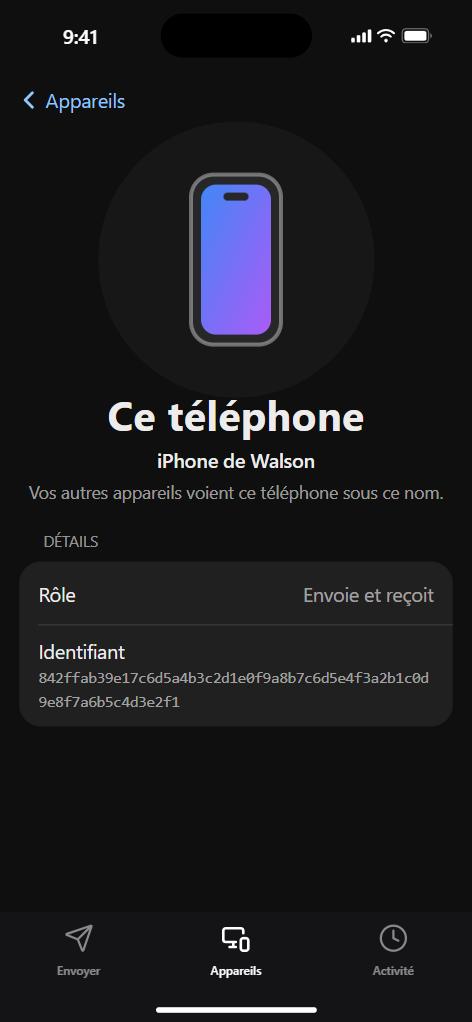 9:41
Appareils
Ce téléphone
iPhone de Walson
Vos autres appareils voient ce téléphone sous ce nom.
DÉTAILS
Rôle
Envoie et reçoit
Identifiant
842ffab39e17c6d5a4b3c2d1e0f9a8b7c6d5e4f3a2b1c0d
9e8f7a6b5c4d3e2f1
Envoyer
Appareils
Activité